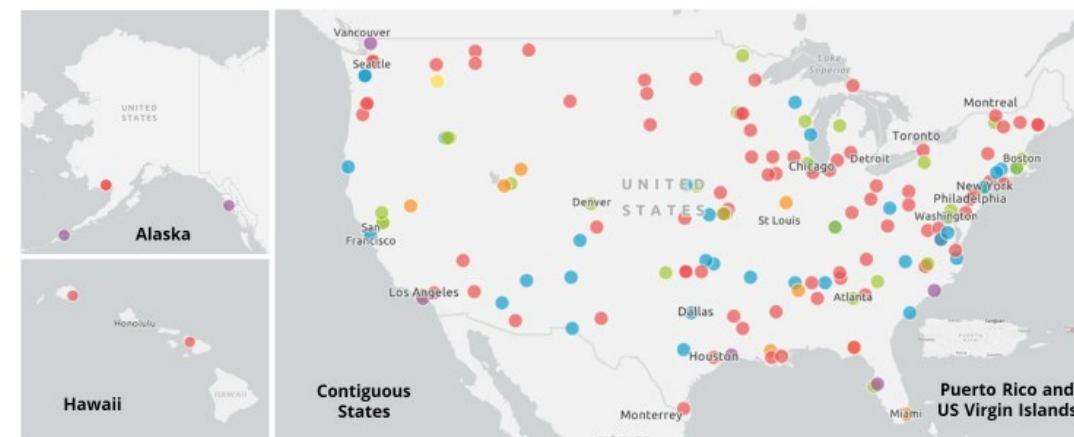 UNITED
STATES
Alaska
Honolulu
HAWAII
Hawaii
Vancouver
Seattle
San
Francisco
Los Angeles
Denver
UNITED
STATES
Lake
Superior
Chicago
Detroit
Toronto
Montreal
Boston
New York
Philadelphia
Washington
St Louis
Atlanta
Dallas
Houston
Monterrey
Miami
Contiguous
States
Puerto Rico and
US Virgin Islands